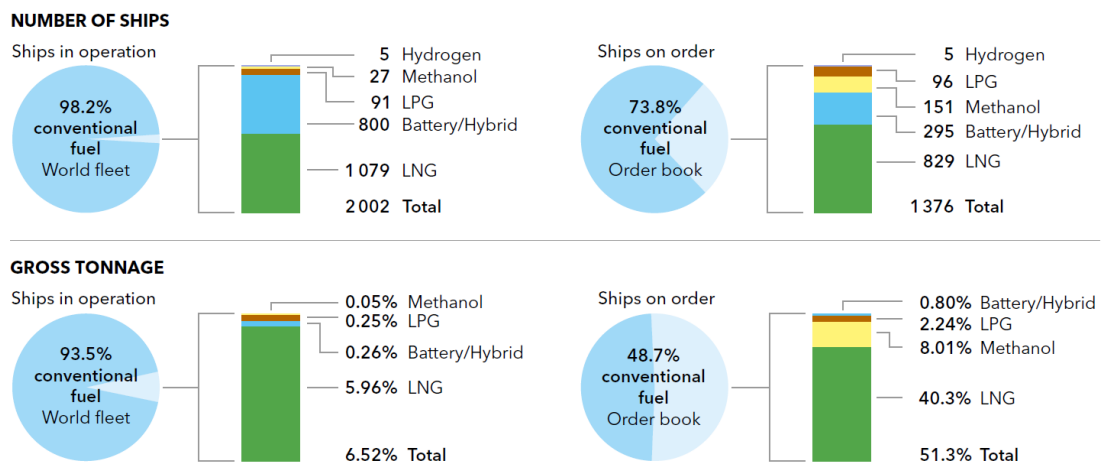 NUMBER OF SHIPS
Ships in operation
98.2%
conventional
fuel
World fleet
5 Hydrogen
27 Methanol
91 LPG
800 Battery/Hybrid
1 079 LNG
2 002 Total
Ships on order
73.8%
conventional
fuel
Order book
5 Hydrogen
96 LPG
151 Methanol
295 Battery/Hybrid
829 LNG
1 376 Total
GROSS TONNAGE
Ships in operation
93.5%
conventional
fuel
World fleet
0.05% Methanol
0.25% LPG
0.26% Battery/Hybrid
5.96% LNG
6.52% Total
Ships on order
48.7%
conventional
fuel
Order book
0.80% Battery/Hybrid
2.24% LPG
8.01% Methanol
40.3% LNG
51.3% Total